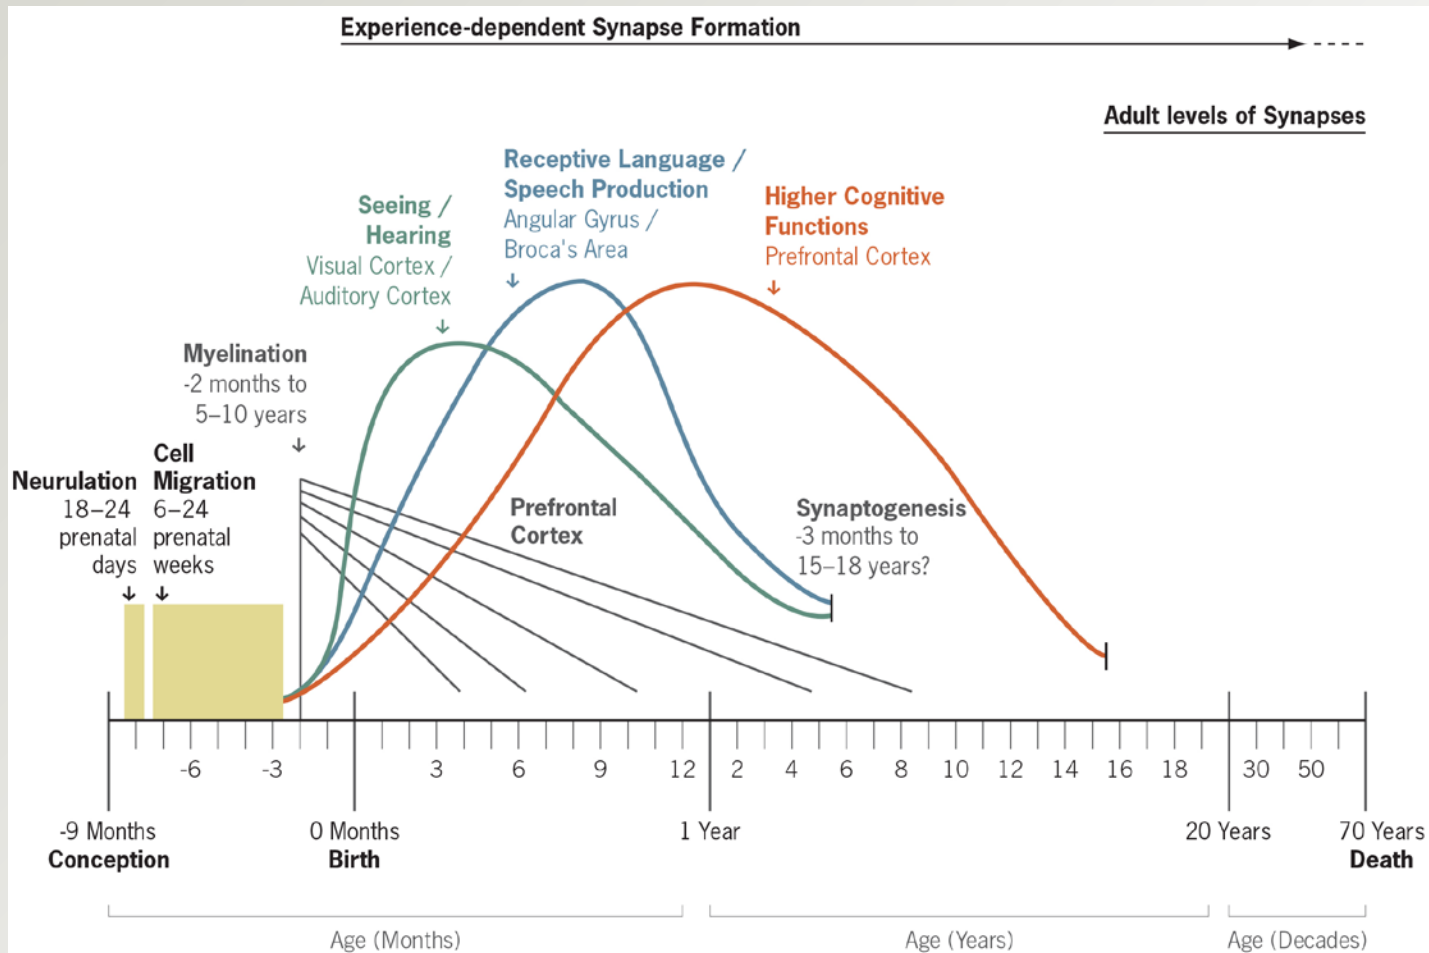 Experience-dependent Synapse Formation
Adult levels of Synapses
Receptive Language /
Speech Production
Angular Gyrus /
Broca's Area
Higher Cognitive
Functions
Prefrontal Cortex
Seeing /
Hearing
Visual Cortex /
Auditory Cortex
Myelination
-2 months to
5–10 years
Neurulation
18–24
prenatal
days
Cell
Migration
6–24
prenatal
weeks
Prefrontal
Cortex
Synaptogenesis
-3 months to
15–18 years?
-6 -3 3 6 9 12 2 4 6 8 10 12 14 16 18 30 50
-9 Months
Conception
0 Months
Birth
1 Year
20 Years
70 Years
Death
Age (Months)
Age (Years)
Age (Decades)